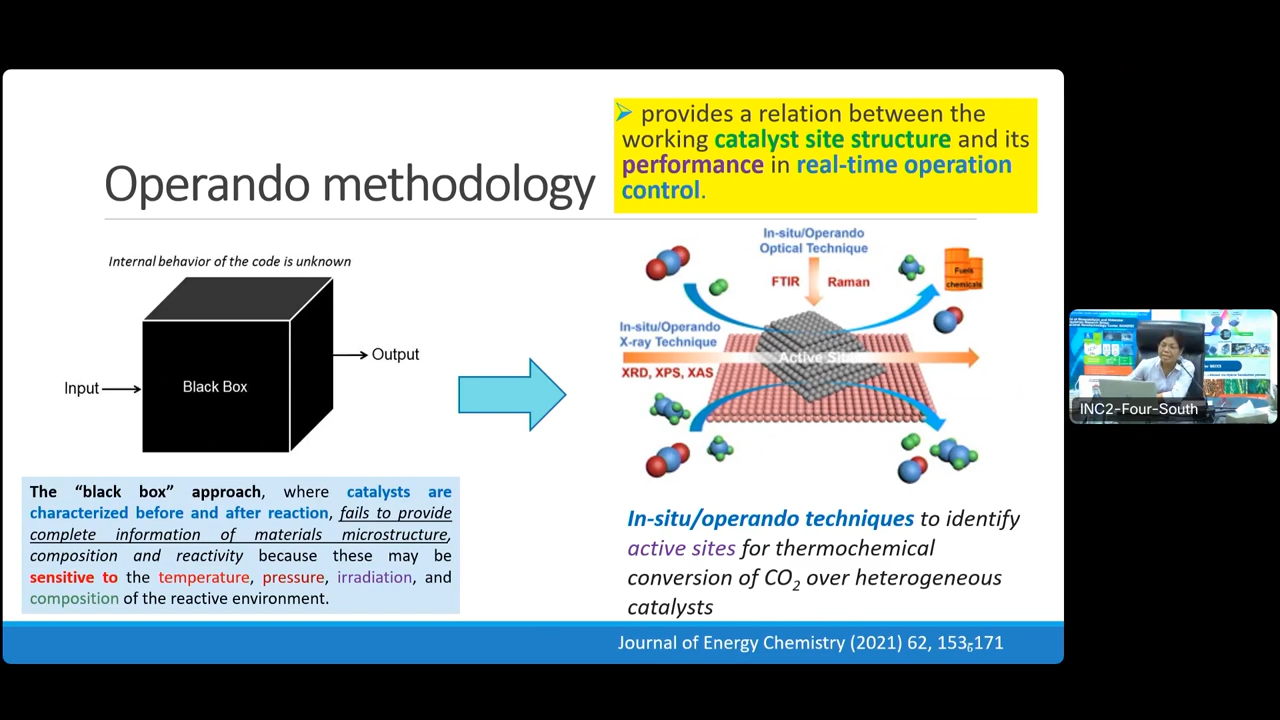 Operando methodology
➢ provides a relation between the
working catalyst site structure and its
performance in real-time operation
control.
Internal behavior of the code is unknown
Input
Black Box
Output
The “black box” approach, where catalysts are
characterized before and after reaction, fails to provide
complete information of materials microstructure,
composition and reactivity because these may be
sensitive to the temperature, pressure, irradiation, and
composition of the reactive environment.
In-situ/Operando
Optical Technique
FTIR Raman
Fuels
chemicals
In-situ/Operando
X-ray Technique
XRD, XPS, XAS
In-situ/operando techniques to identify
active sites for thermochemical
conversion of CO2 over heterogeneous
catalysts
Journal of Energy Chemistry (2021) 62, 153-171
6
INC2-Four-South